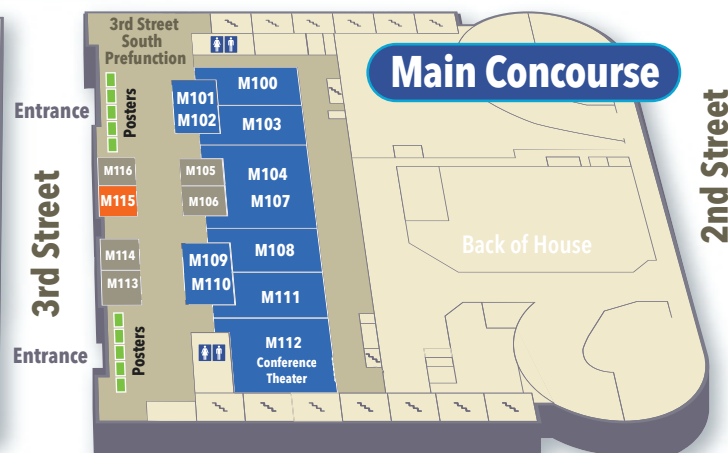 3rd Street
South
Prefunction
Main Concourse
M100
M101
M102
M103
Entrance
Posters
M116
M105
M104
M115
M106
M107
3rd Street
2nd Street
M108
Back of House
M114
M109
M113
M110
M111
Entrance
Posters
M112
Conference
Theater